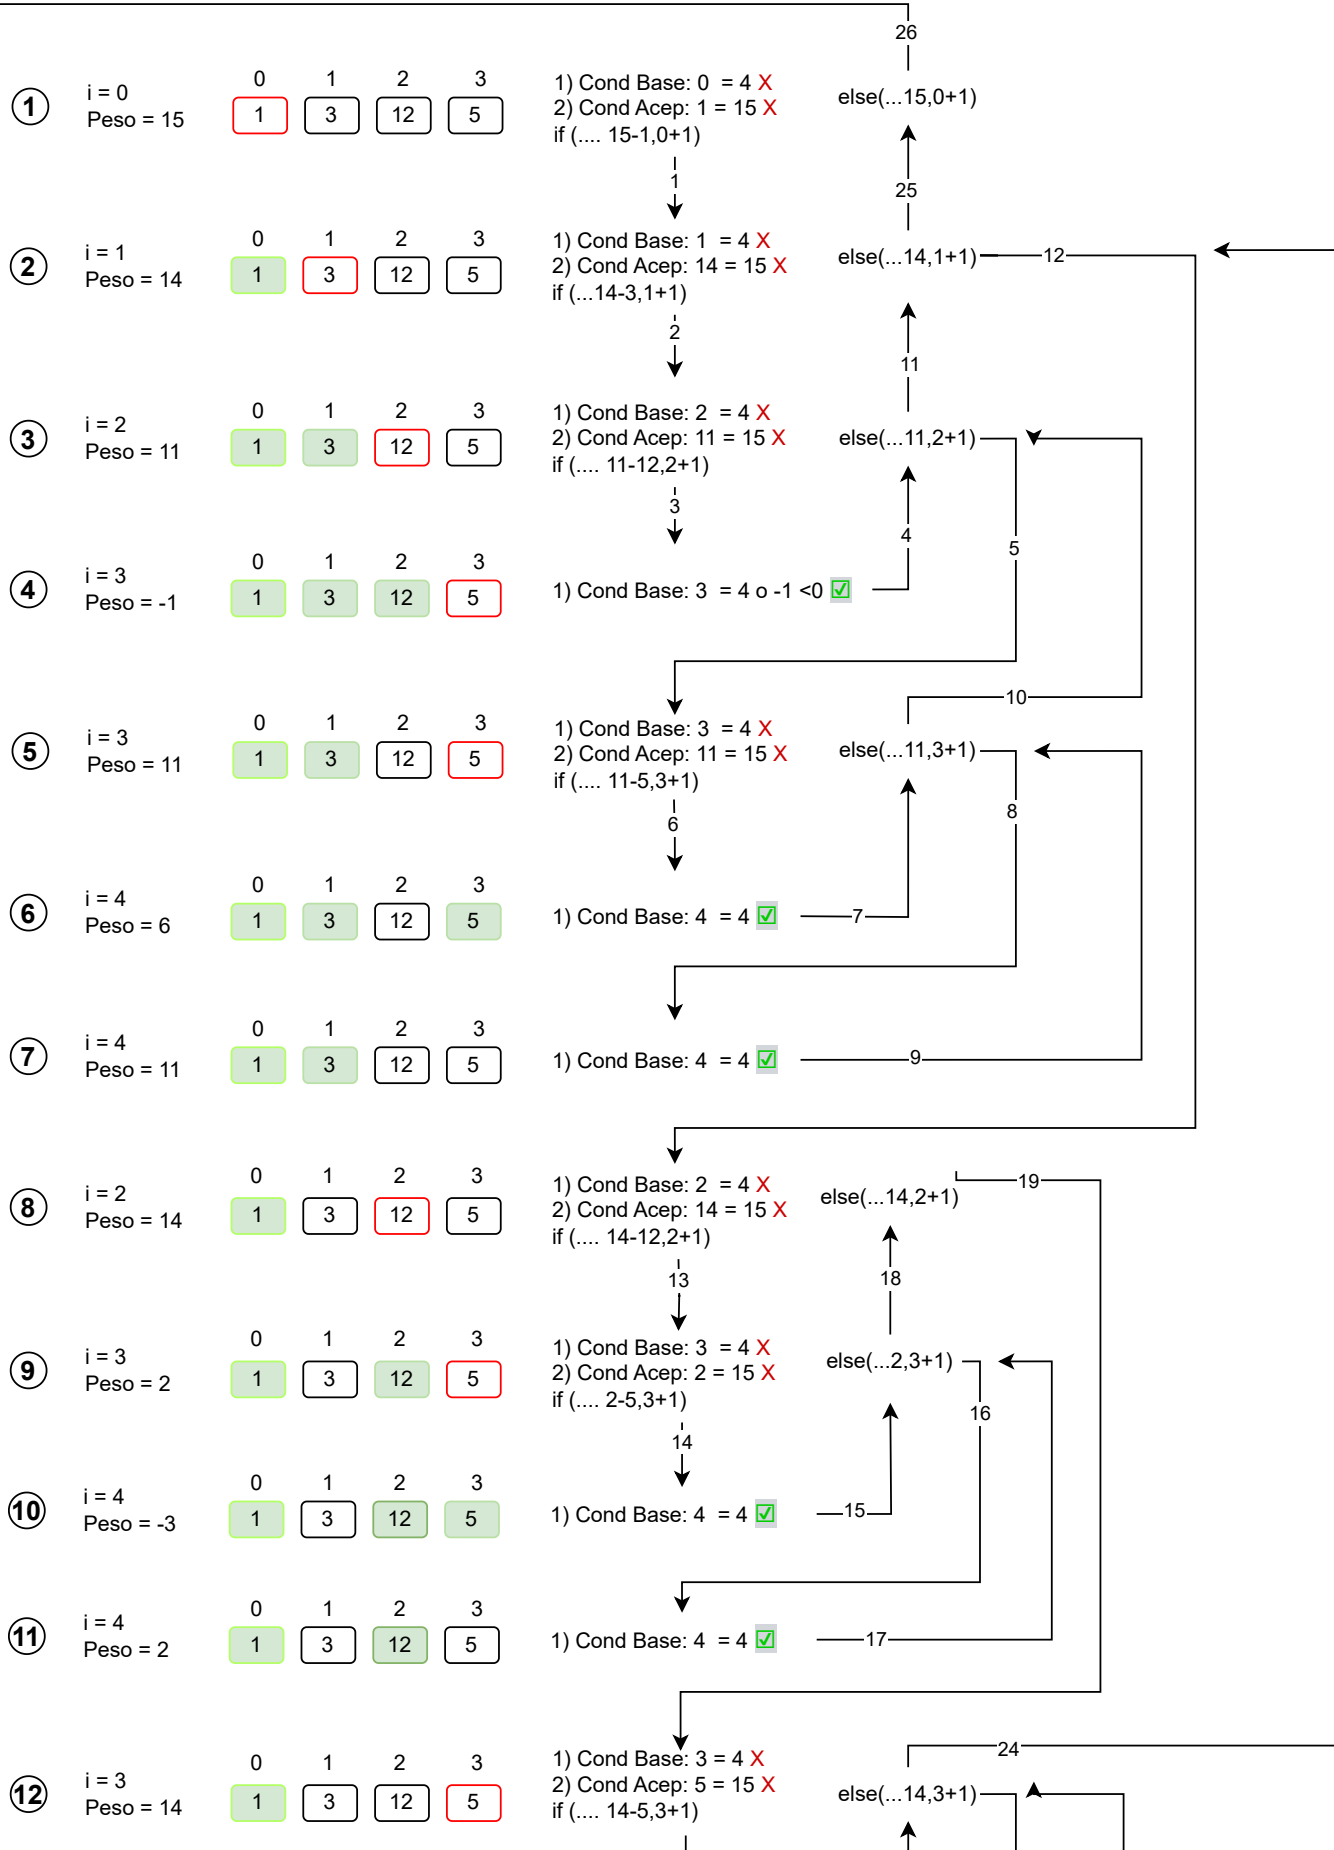 26
1
i = 0
Peso = 15
0 1 2 3
1 3 12 5
1) Cond Base: 0 = 4 X
2) Cond Acep: 1 = 15 X
if (.... 15-1,0+1)
else(...15,0+1)
1
25
2
i = 1
Peso = 14
0 1 2 3
1 3 12 5
1) Cond Base: 1 = 4 X
2) Cond Acep: 14 = 15 X
if (...14-3,1+1)
else(...14,1+1)
12
2
11
3
i = 2
Peso = 11
0 1 2 3
1 3 12 5
1) Cond Base: 2 = 4 X
2) Cond Acep: 11 = 15 X
if (.... 11-12,2+1)
else(...11,2+1)
3
4
5
4
i = 3
Peso = -1
0 1 2 3
1 3 12 5
1) Cond Base: 3 = 4 o -1 <0 ☑
10
5
i = 3
Peso = 11
0 1 2 3
1 3 12 5
1) Cond Base: 3 = 4 X
2) Cond Acep: 11 = 15 X
if (.... 11-5,3+1)
else(...11,3+1)
6
8
6
i = 4
Peso = 6
0 1 2 3
1 3 12 5
1) Cond Base: 4 = 4 ☑
7
7
i = 4
Peso = 11
0 1 2 3
1 3 12 5
1) Cond Base: 4 = 4 ☑
9
8
i = 2
Peso = 14
0 1 2 3
1 3 12 5
1) Cond Base: 2 = 4 X
2) Cond Acep: 14 = 15 X
if (.... 14-12,2+1)
else(...14,2+1)
19
13
18
9
i = 3
Peso = 2
0 1 2 3
1 3 12 5
1) Cond Base: 3 = 4 X
2) Cond Acep: 2 = 15 X
if (.... 2-5,3+1)
else(...2,3+1)
16
14
10
i = 4
Peso = -3
0 1 2 3
1 3 12 5
1) Cond Base: 4 = 4 ☑
15
11
i = 4
Peso = 2
0 1 2 3
1 3 12 5
1) Cond Base: 4 = 4 ☑
17
24
12
i = 3
Peso = 14
0 1 2 3
1 3 12 5
1) Cond Base: 3 = 4 X
2) Cond Acep: 5 = 15 X
if (.... 14-5,3+1)
else(...14,3+1)